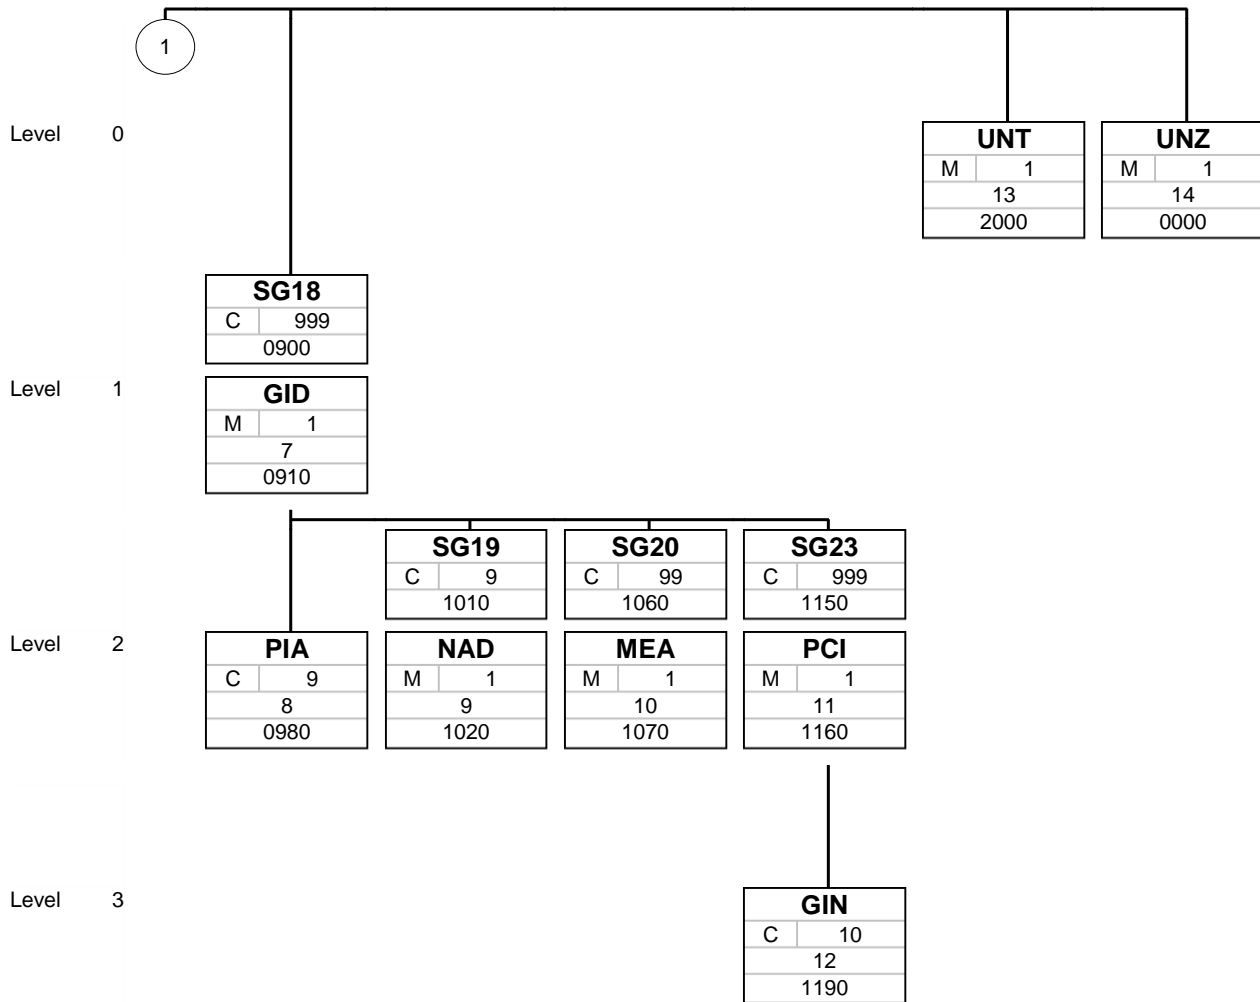 1
Level 0
UNT UNZ
M 1 M 1
13 14
2000 0000
SG18
C 999
0900
Level 1
GID
M 1
7
0910
SG19 SG20 SG23
C 9 C 99 C 999
1010 1060 1150
Level 2
PIA NAD MEA PCI
C 9 M 1 M 1 M 1
8 9 10 11
0980 1020 1070 1160
Level 3
GIN
C 10
12
1190